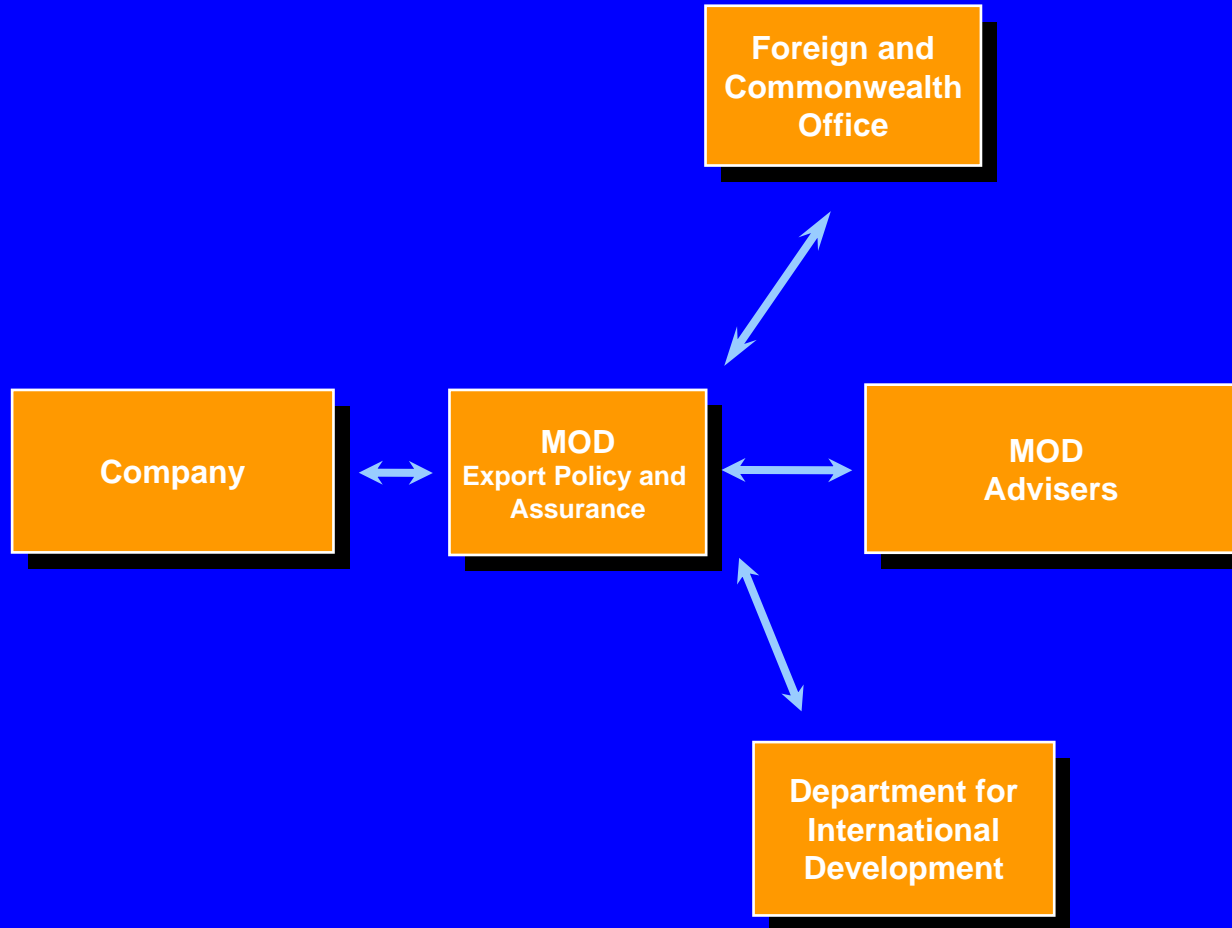 Foreign and
Commonwealth
Office
Company
MOD
Export Policy and
Assurance
MOD
Advisers
Department for
International
Development